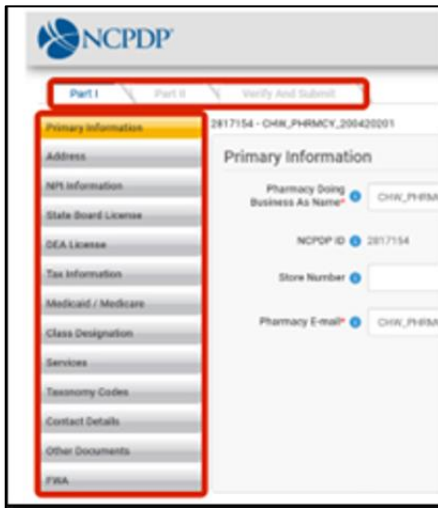 NCPDP
Part I Part II Verify And Submit
2817154 - CHW_PHRMCY_200420201
Primary Information
Address
NPI Information
State Board License
DEA License
Tax Information
Medicaid / Medicare
Class Designation
Services
Taxonomy Codes
Contact Details
Other Documents
FWA
Primary Information
Pharmacy Doing
Business As Name* CHW_PHRM
NCPDP ID 2817154
Store Number
Pharmacy E-mail* CHW_PHRM